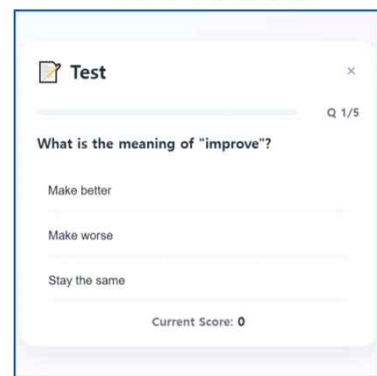 Test
×
Q 1/5
What is the meaning of "improve"?
Make better
Make worse
Stay the same
Current Score: 0